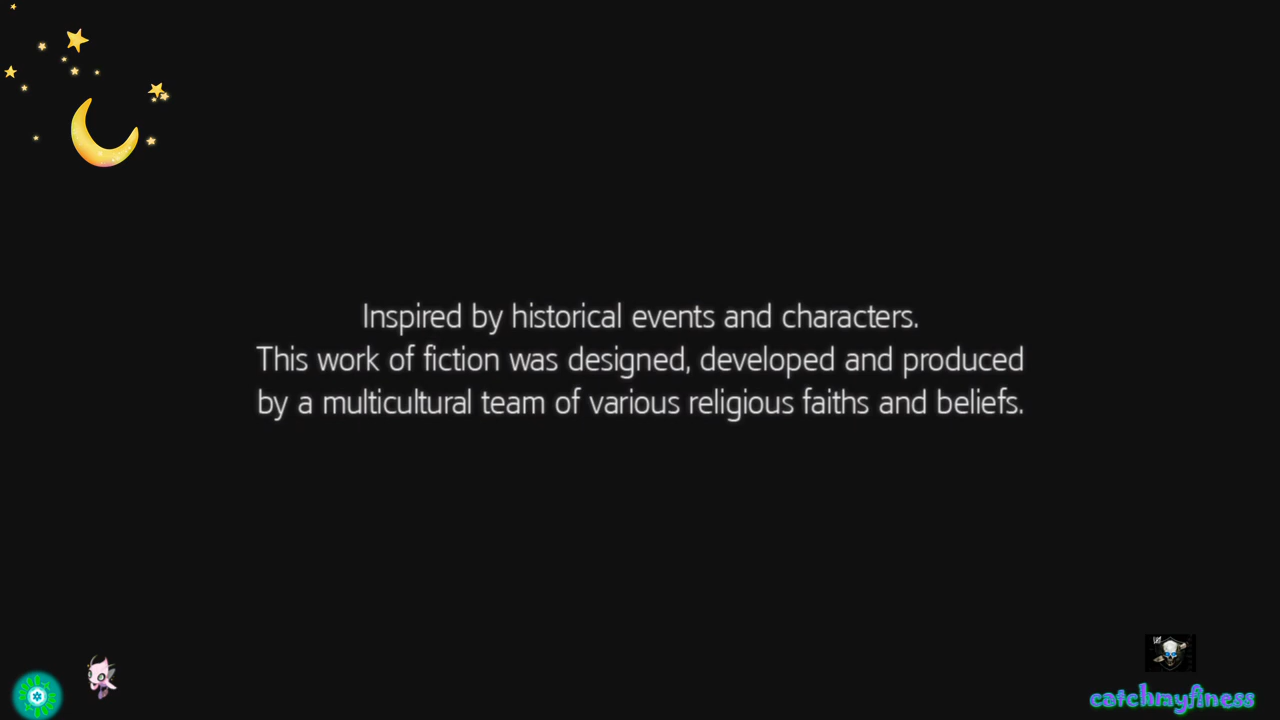 Inspired by historical events and characters.
This work of fiction was designed, developed and produced
by a multicultural team of various religious faiths and beliefs.
catchmyfiness